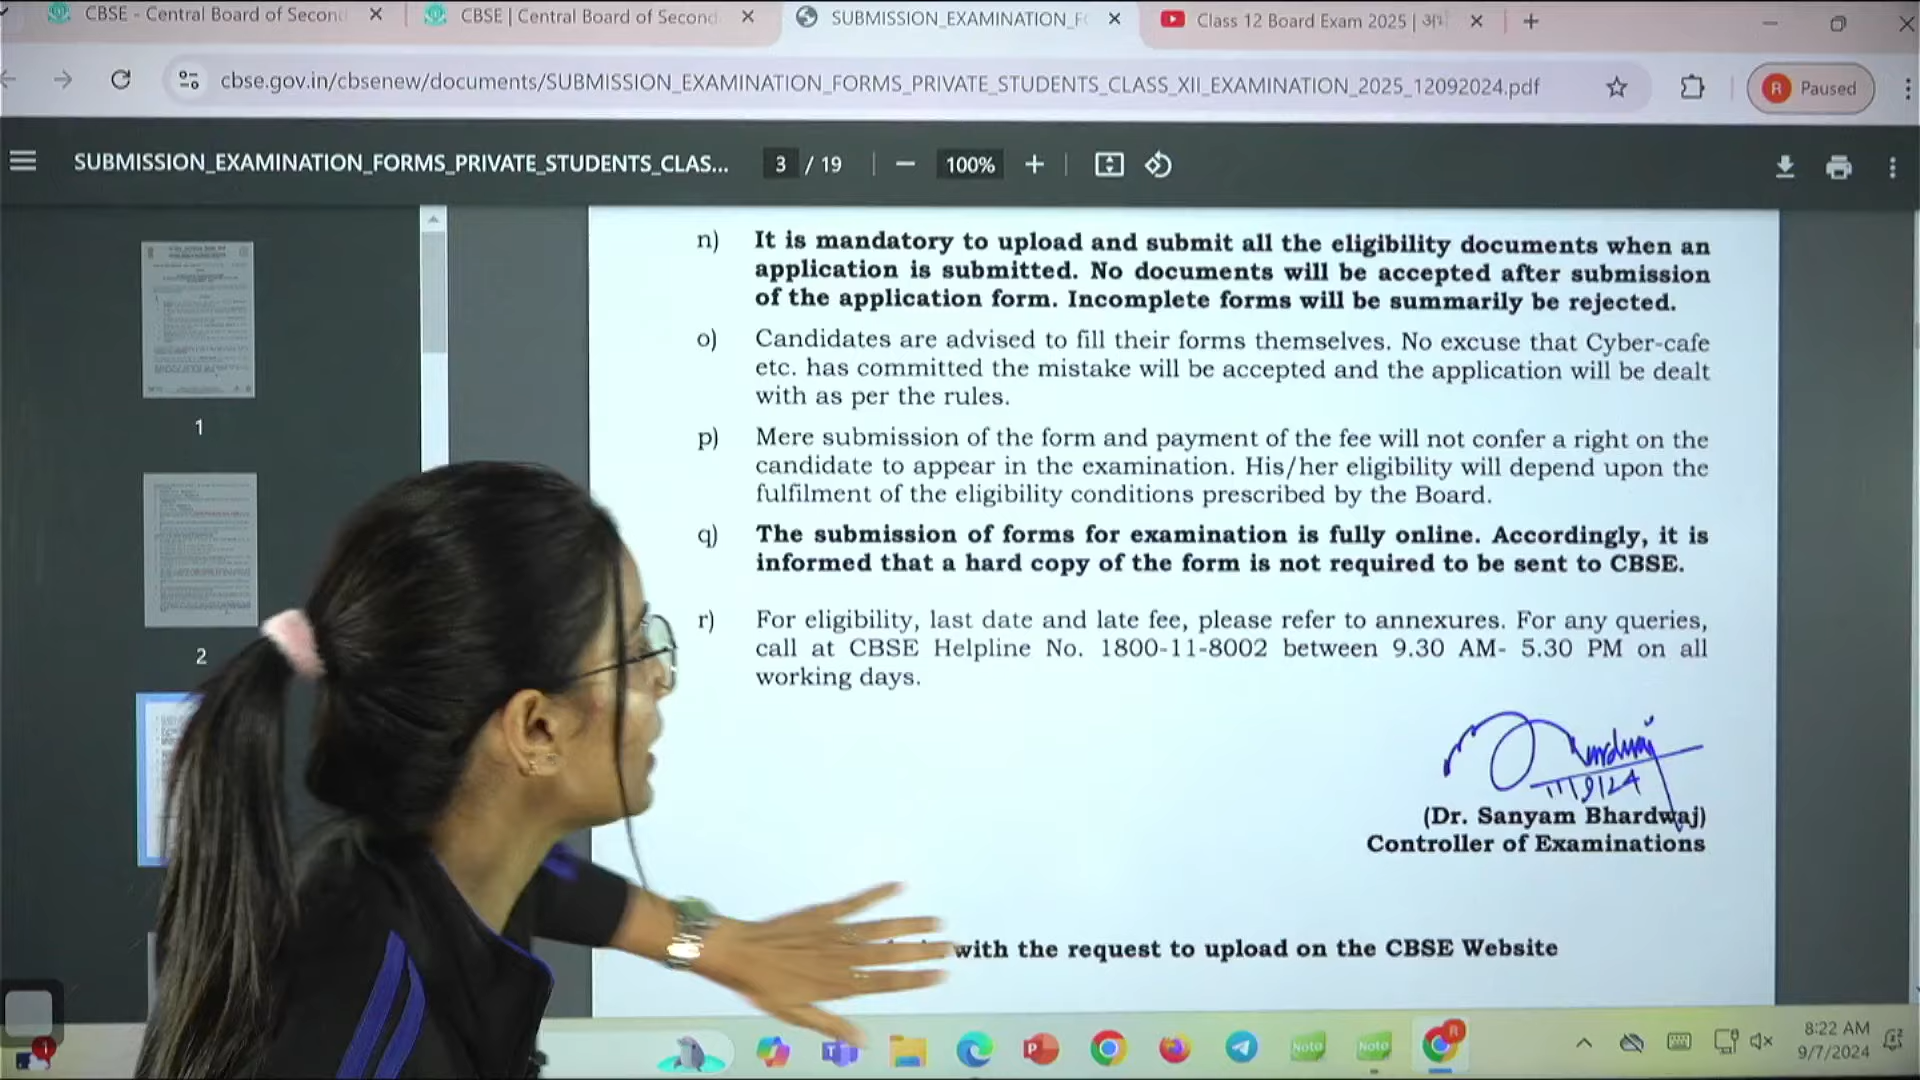 CBSE - Central Board of Second
CBSE | Central Board of Second
SUBMISSION_EXAMINATION_F
Class 12 Board Exam 2025 |
cbse.gov.in/cbsenew/documents/SUBMISSION_EXAMINATION_FORMS_PRIVATE_STUDENTS_CLASS_XII_EXAMINATION_2025_12092024.pdf
R Paused
SUBMISSION_EXAMINATION_FORMS_PRIVATE_STUDENTS_CLAS...
3 / 19
100%
1
2
n) It is mandatory to upload and submit all the eligibility documents when an
application is submitted. No documents will be accepted after submission
of the application form. Incomplete forms will be summarily be rejected.
o) Candidates are advised to fill their forms themselves. No excuse that Cyber-cafe
etc. has committed the mistake will be accepted and the application will be dealt
with as per the rules.
p) Mere submission of the form and payment of the fee will not confer a right on the
candidate to appear in the examination. His/her eligibility will depend upon the
fulfilment of the eligibility conditions prescribed by the Board.
q) The submission of forms for examination is fully online. Accordingly, it is
informed that a hard copy of the form is not required to be sent to CBSE.
r) For eligibility, last date and late fee, please refer to annexures. For any queries,
call at CBSE Helpline No. 1800-11-8002 between 9.30 AM- 5.30 PM on all
working days.
(Dr. Sanyam Bhardwaj)
Controller of Examinations
with the request to upload on the CBSE Website
1
Note
Note
R
8:22 AM
9/7/2024